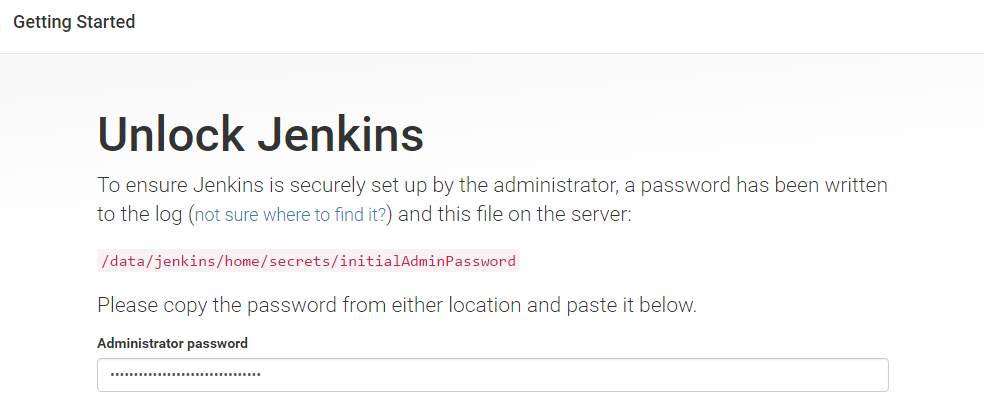 Getting Started
Unlock Jenkins
To ensure Jenkins is securely set up by the administrator, a password has been written
to the log (not sure where to find it?) and this file on the server:
/data/jenkins/home/secrets/initialAdminPassword
Please copy the password from either location and paste it below.
Administrator password
••••••••••••••••••••••••••••••••